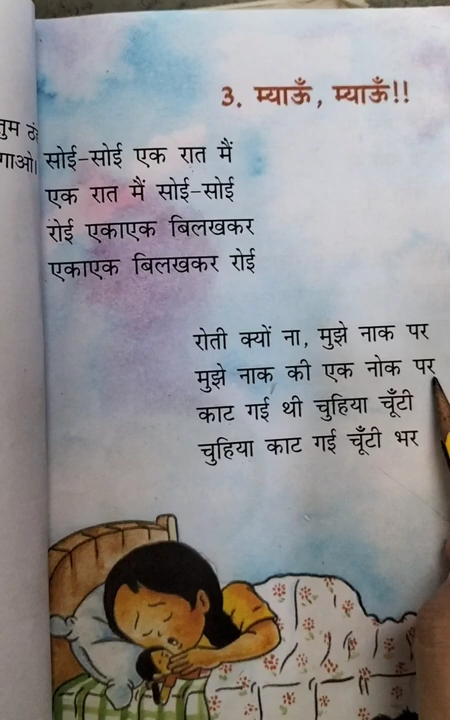 3. म्याऊँ, म्याऊँ!!
गाओ।
सोई-सोई एक रात मैं
एक रात मैं सोई-सोई
रोई एकाएक बिलखकर
एकाएक बिलखकर रोई
रोती क्यों ना, मुझे नाक पर
मुझे नाक की एक नोक पर
काट गई थी चुहिया चूँटी
चुहिया काट गई चूँटी भर